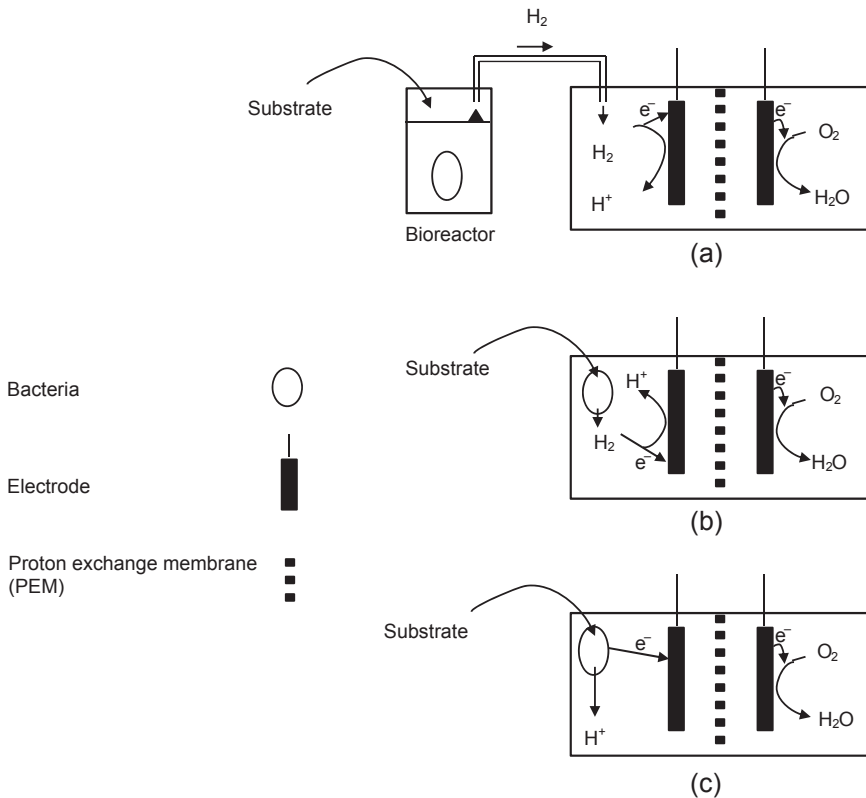 H₂
Substrate
e⁻
H₂
H⁺
e⁻
O₂
H₂O
Bioreactor
(a)
Substrate
H⁺
H₂
e⁻
e⁻
O₂
H₂O
(b)
Bacteria
Electrode
Proton exchange membrane
(PEM)
Substrate
e⁻
H⁺
e⁻
O₂
H₂O
(c)